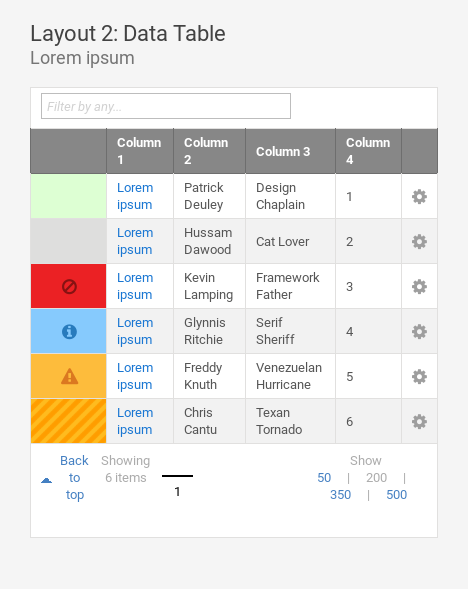 Layout 2: Data Table
Lorem ipsum
Filter by any...
Column 1 Column 2 Column 3 Column 4
Lorem ipsum Patrick Deuley Design Chaplain 1
Lorem ipsum Hussam Dawood Cat Lover 2
Lorem ipsum Kevin Lamping Framework Father 3
Lorem ipsum Glynnis Ritchie Serif Sheriff 4
Lorem ipsum Freddy Knuth Venezuelan Hurricane 5
Lorem ipsum Chris Cantu Texan Tornado 6
Back to top
Showing 6 items
1
Show
50 | 200 |
350 | 500